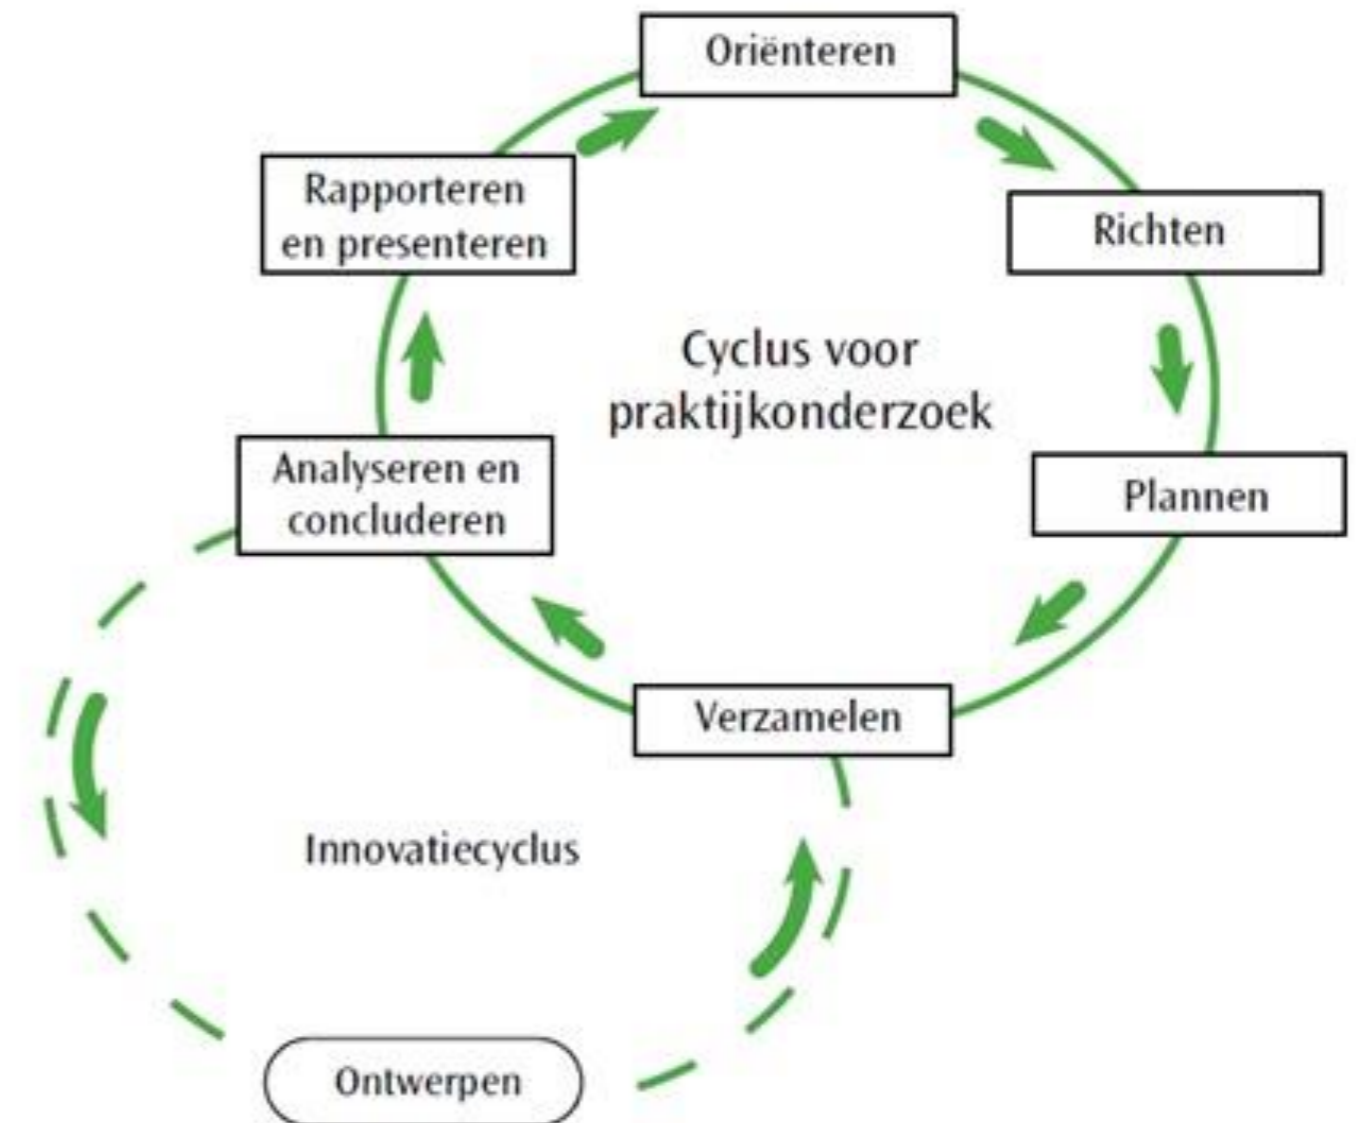 Oriënteren
Rapporteren
en presenteren
Richten
Cyclus voor
praktijkonderzoek
Analyseren en
concluderen
Plannen
Verzamelen
Innovatiecyclus
Ontwerpen